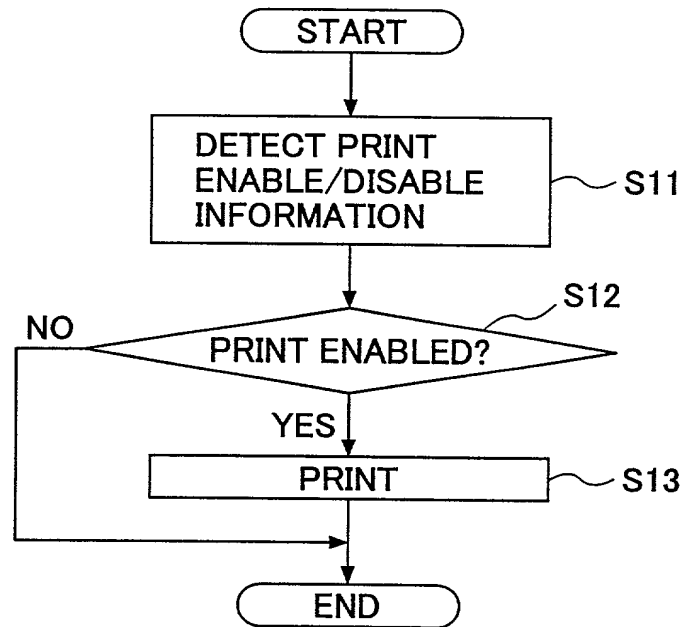 START
DETECT PRINT
ENABLE/DISABLE
INFORMATION
S11
S12
NO
PRINT ENABLED?
YES
PRINT
S13
END